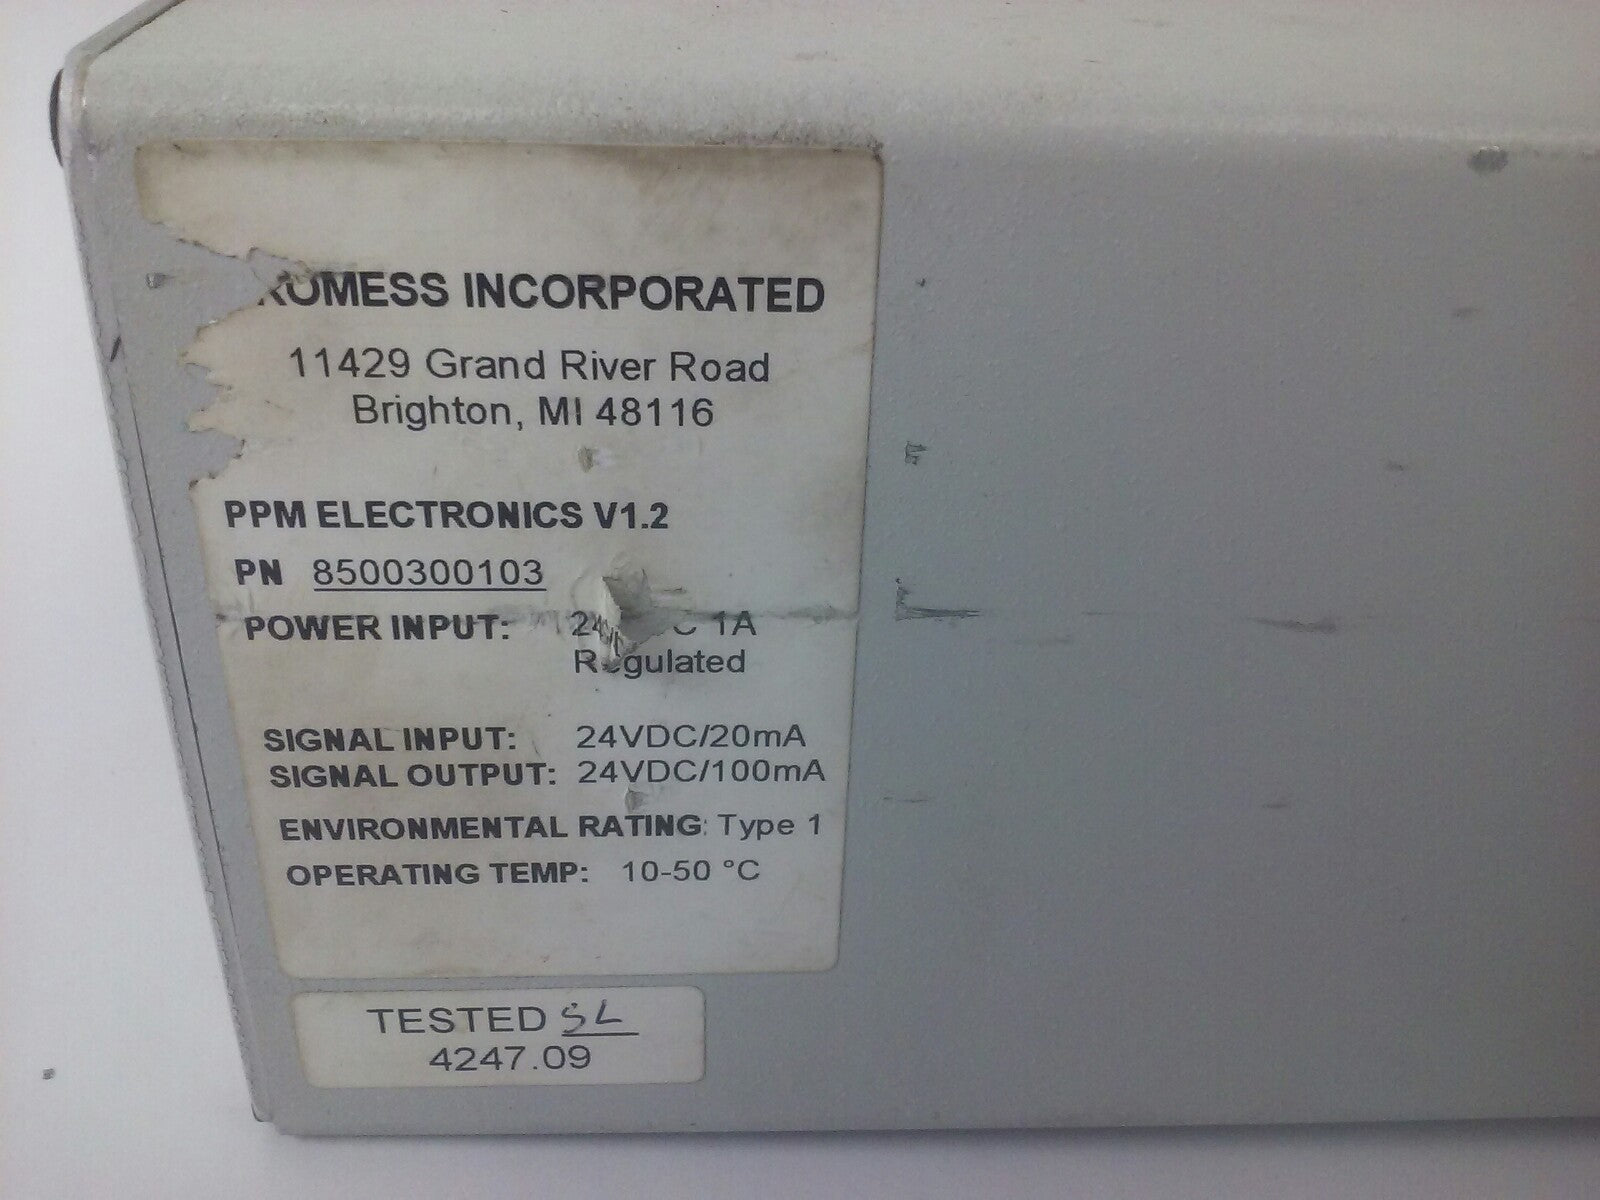 ROMESS INCORPORATED
11429 Grand River Road
Brighton, MI 48116
PPM ELECTRONICS V1.2
PN 8500300103
POWER INPUT: 1A
Regulated
SIGNAL INPUT: 24VDC/20mA
SIGNAL OUTPUT: 24VDC/100mA
ENVIRONMENTAL RATING: Type 1
OPERATING TEMP: 10-50 °C
TESTED SL
4247.09